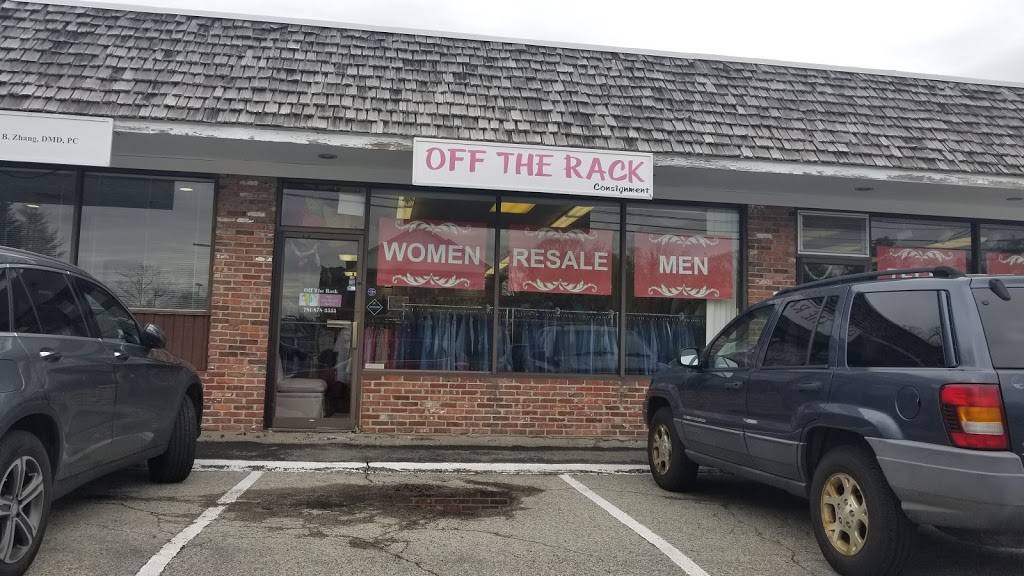 B. Zhang, DMD, PC
OFF THE RACK
Consignment
WOMEN
RESALE
MEN
Off The Rack